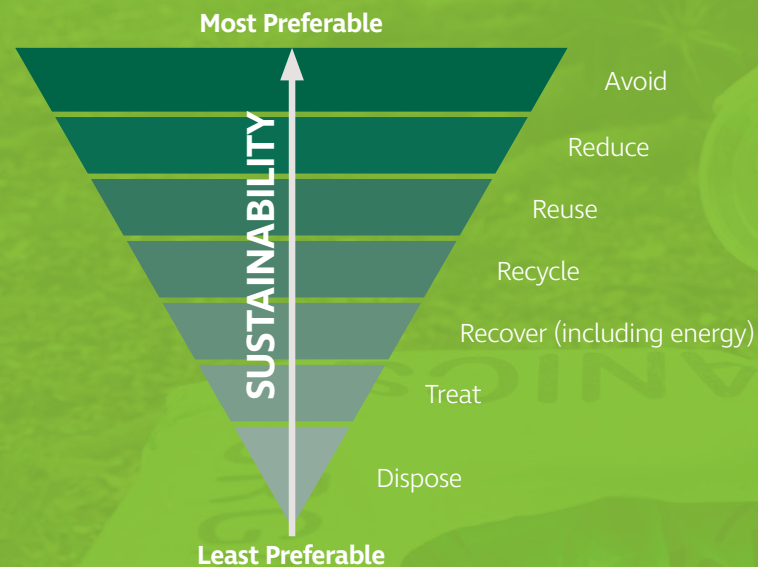 Most Preferable
SUSTAINABILITY
Avoid
Reduce
Reuse
Recycle
Recover (including energy)
Treat
Dispose
Least Preferable